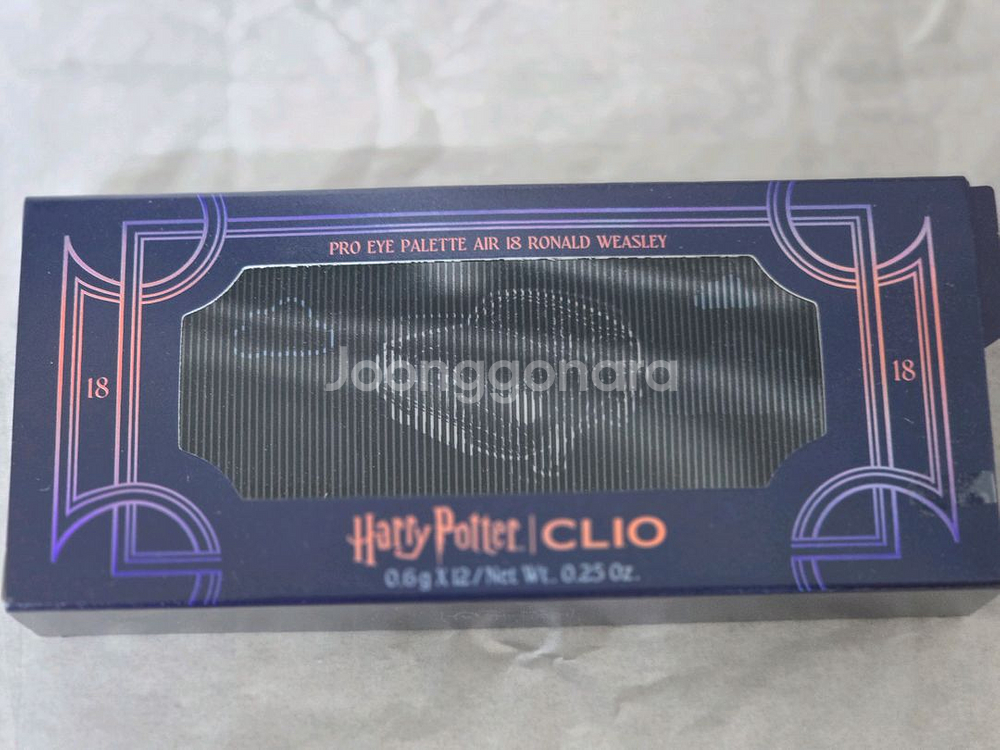 PRO EYE PALETTE AIR 18 RONALD WEASLEY
18
18
Joonggonara
Harry Potter | CLIO
0.6g X 12 / Net Wt. 0.25 Oz.